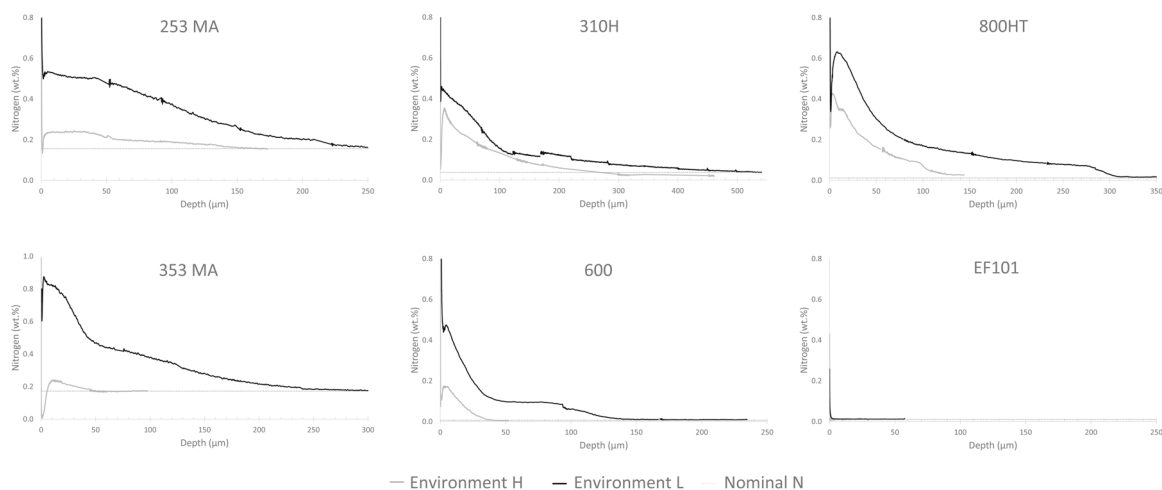 253 MA
Nitrogen (wt.%)
0.8
0.6
0.4
0.2
0.0
0 50 100 150 200 250
Depth (μm)
310H
Nitrogen (wt.%)
0.8
0.6
0.4
0.2
0.0
0 100 200 300 400 500
Depth (μm)
800HT
Nitrogen (wt.%)
0.8
0.6
0.4
0.2
0.0
0 50 100 150 200 250 300 350
Depth (μm)
353 MA
Nitrogen (wt.%)
1.0
0.8
0.6
0.4
0.2
0.0
0 50 100 150 200 250 300
Depth (μm)
600
Nitrogen (wt.%)
0.8
0.6
0.4
0.2
0.0
0 50 100 150 200 250
Depth (μm)
EF101
Nitrogen (wt.%)
0.8
0.6
0.4
0.2
0.0
0 50 100 150 200 250
Depth (μm)
Environment H Environment L Nominal N